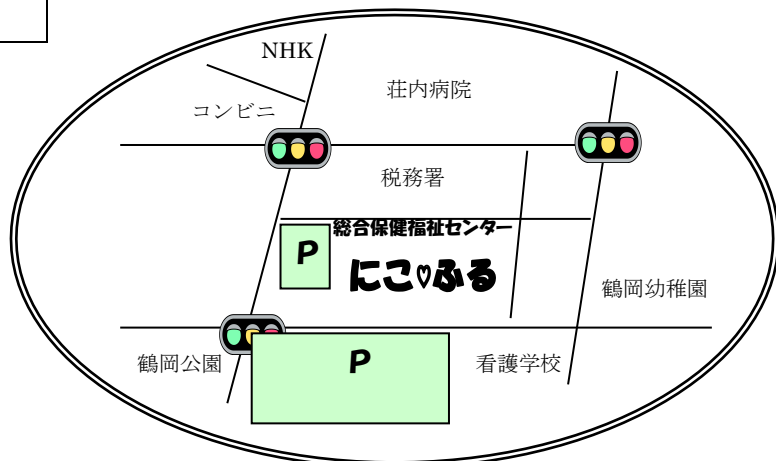 NHK
荘内病院
コンビニ
税務署
総合保健福祉センター
P
にこ♡ふる
鶴岡幼稚園
鶴岡公園
P
看護学校